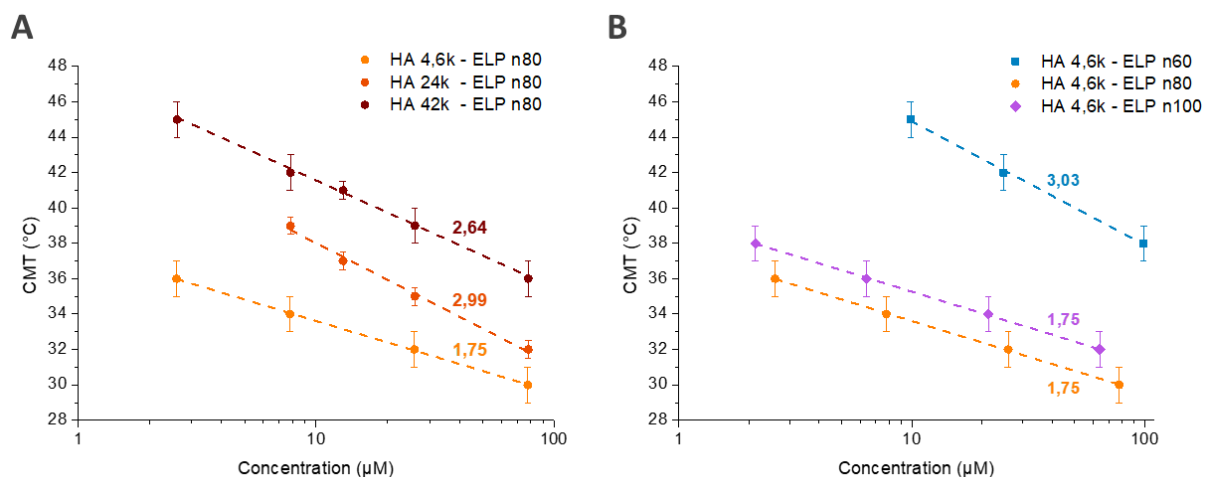 A
HA 4,6k - ELP n80
HA 24k - ELP n80
HA 42k - ELP n80
48
46
44
42
40
38
36
34
32
30
28
CMT (°C)
2,64
2,99
1,75
1
10
100
Concentration (µM)
B
HA 4,6k - ELP n60
HA 4,6k - ELP n80
HA 4,6k - ELP n100
48
46
44
42
40
38
36
34
32
30
28
CMT (°C)
3,03
1,75
1,75
1
10
100
Concentration (µM)